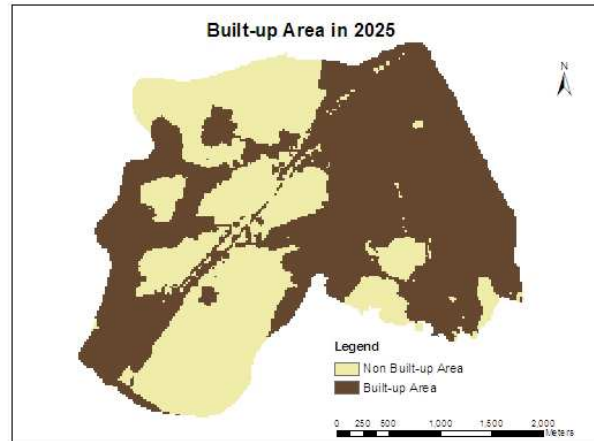 Built-up Area in 2025
N
Legend
Non Built-up Area
Built-up Area
0 250 500 1,000 1,500 2,000
Meters